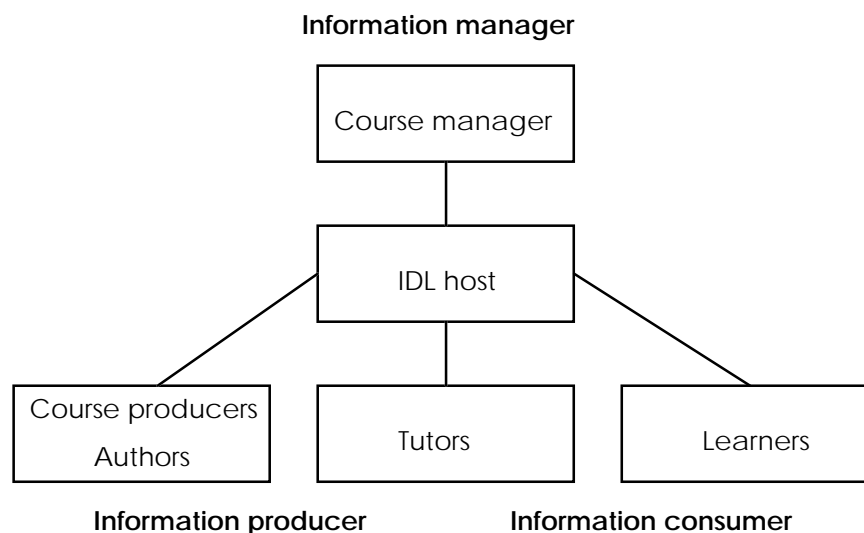 Information manager
Course manager
IDL host
Course producers
Authors
Tutors
Learners
Information producer
Information consumer